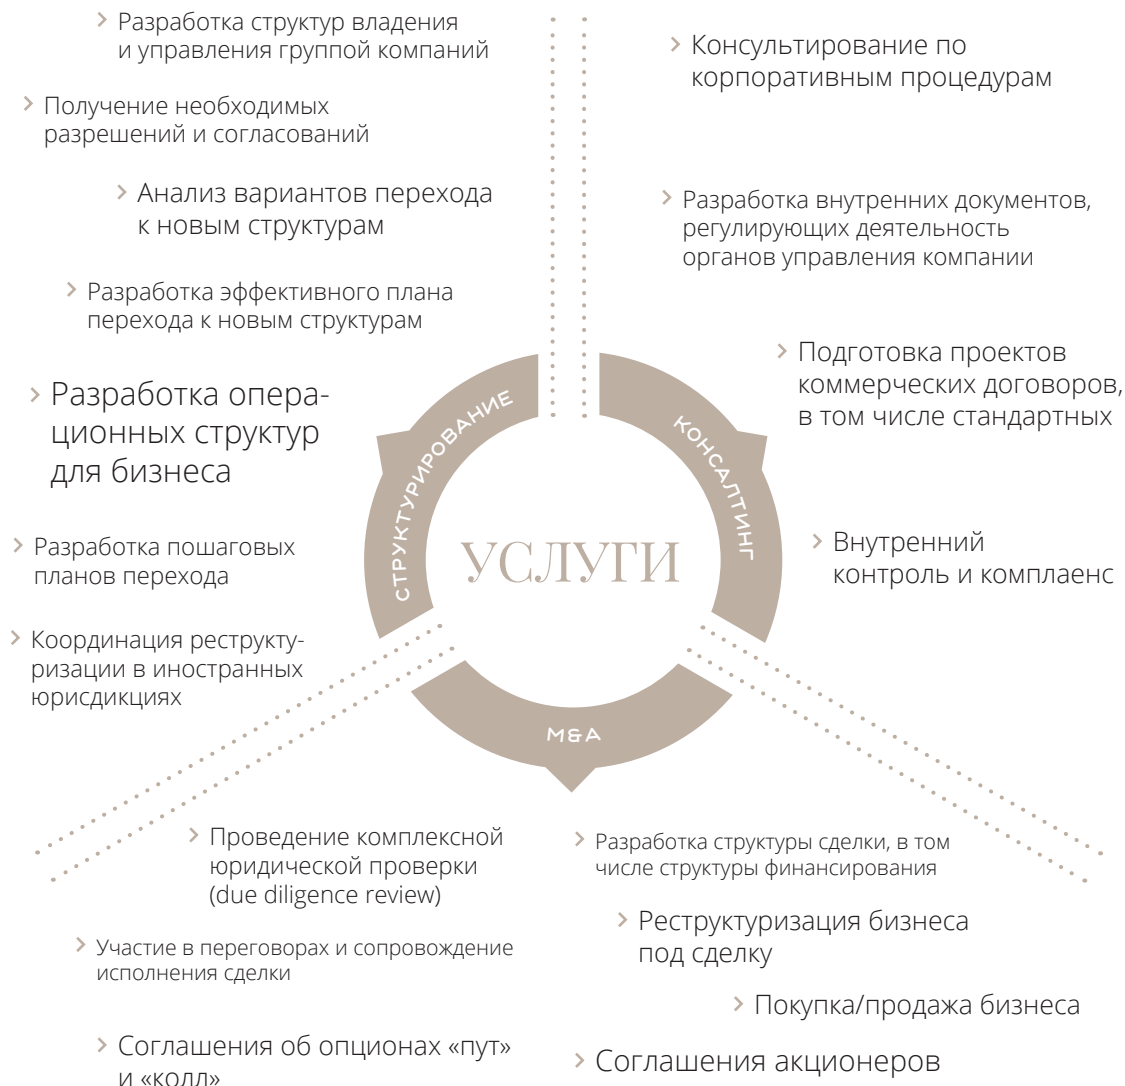 Разработка структур владения
и управления группой компаний
Получение необходимых
разрешений и согласований
Анализ вариантов перехода
к новым структурам
Разработка эффективного плана
перехода к новым структурам
Разработка опера-
ционных структур
для бизнеса
Разработка пошаговых
планов перехода
Координация реструкту-
ризации в иностранных
юрисдикциях
Консультирование по
корпоративным процедурам
Разработка внутренних документов,
регулирующих деятельность
органов управления компании
Подготовка проектов
коммерческих договоров,
в том числе стандартных
Внутренний
контроль и комплаенс
СТРУКТУРИРОВАНИЕ
КОНСАЛТИНГ
УСЛУГИ
M&A
Проведение комплексной
юридической проверки
(due diligence review)
Участие в переговорах и сопровождение
исполнения сделки
Соглашения об опционах «пут»
и «колл»
Разработка структуры сделки, в том
числе структуры финансирования
Реструктуризация бизнеса
под сделку
Покупка/продажа бизнеса
Соглашения акционеров